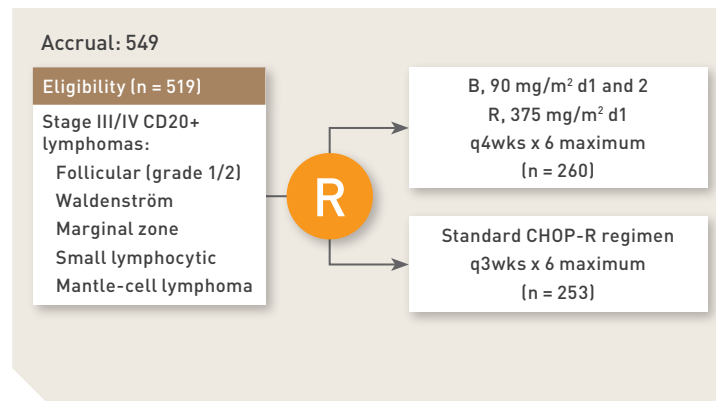 Accrual: 549
Eligibility (n = 519)
Stage III/IV CD20+
lymphomas:
Follicular (grade 1/2)
Waldenström
Marginal zone
Small lymphocytic
Mantle-cell lymphoma
R
B, 90 mg/m² d1 and 2
R, 375 mg/m² d1
q4wks x 6 maximum
(n = 260)
Standard CHOP-R regimen
q3wks x 6 maximum
(n = 253)